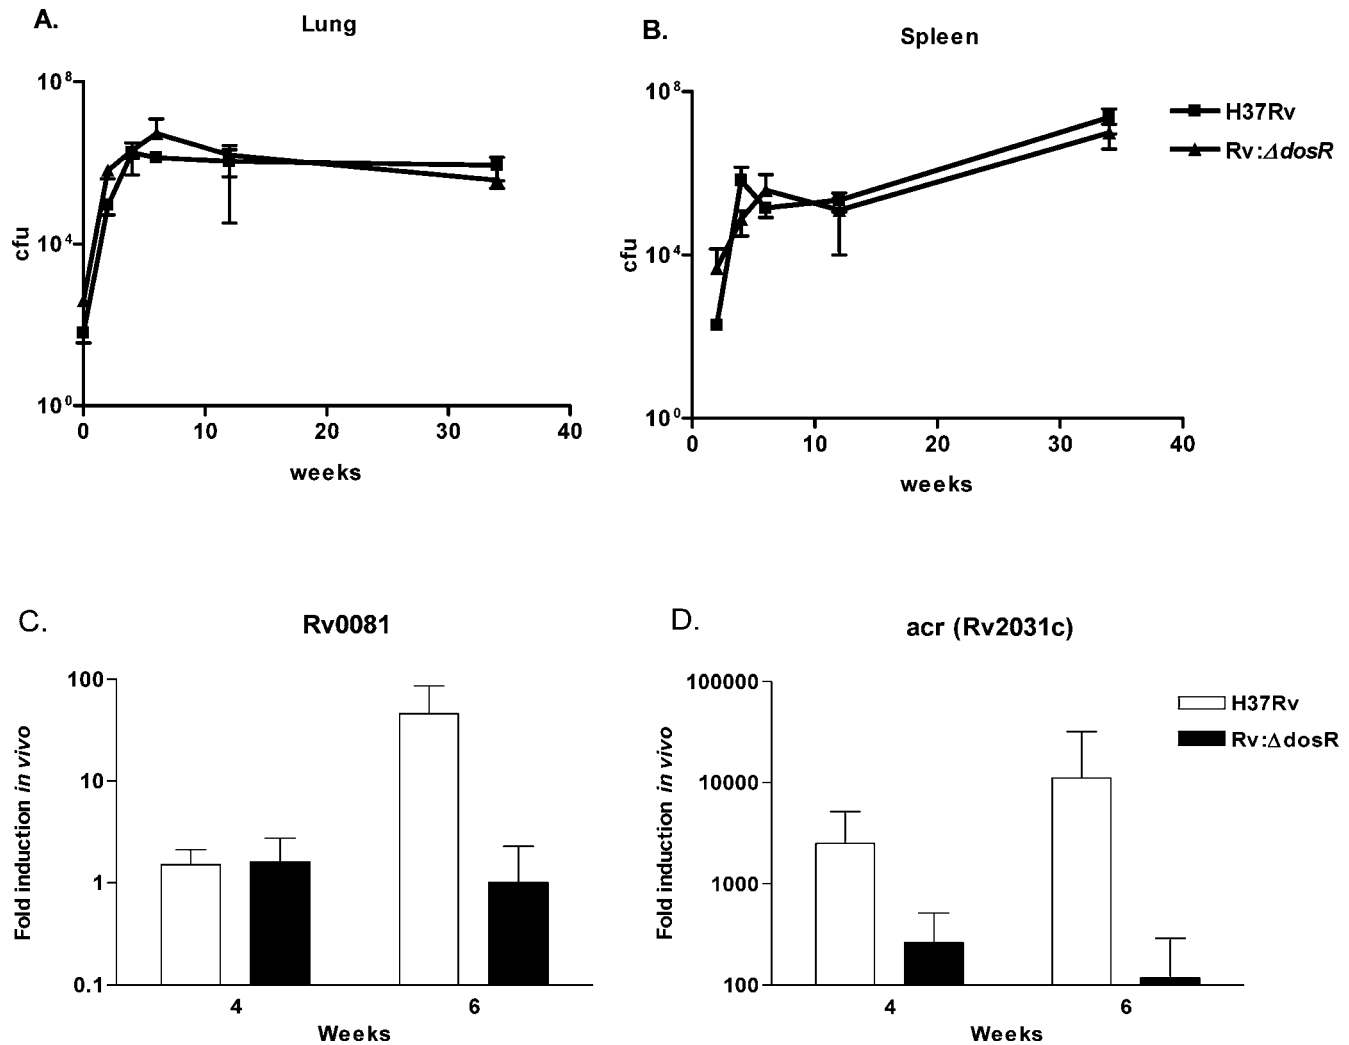 A.
Lung
10^8
10^4
10^0
cfu
0 10 20 30 40
weeks
B.
Spleen
10^8
10^4
10^0
cfu
0 10 20 30 40
weeks
H37Rv
Rv:ΔdosR
C.
Rv0081
100
10
1
0.1
Fold induction in vivo
4 6
Weeks
D.
acr (Rv2031c)
100000
10000
1000
100
Fold induction in vivo
4 6
Weeks
H37Rv
Rv:ΔdosR